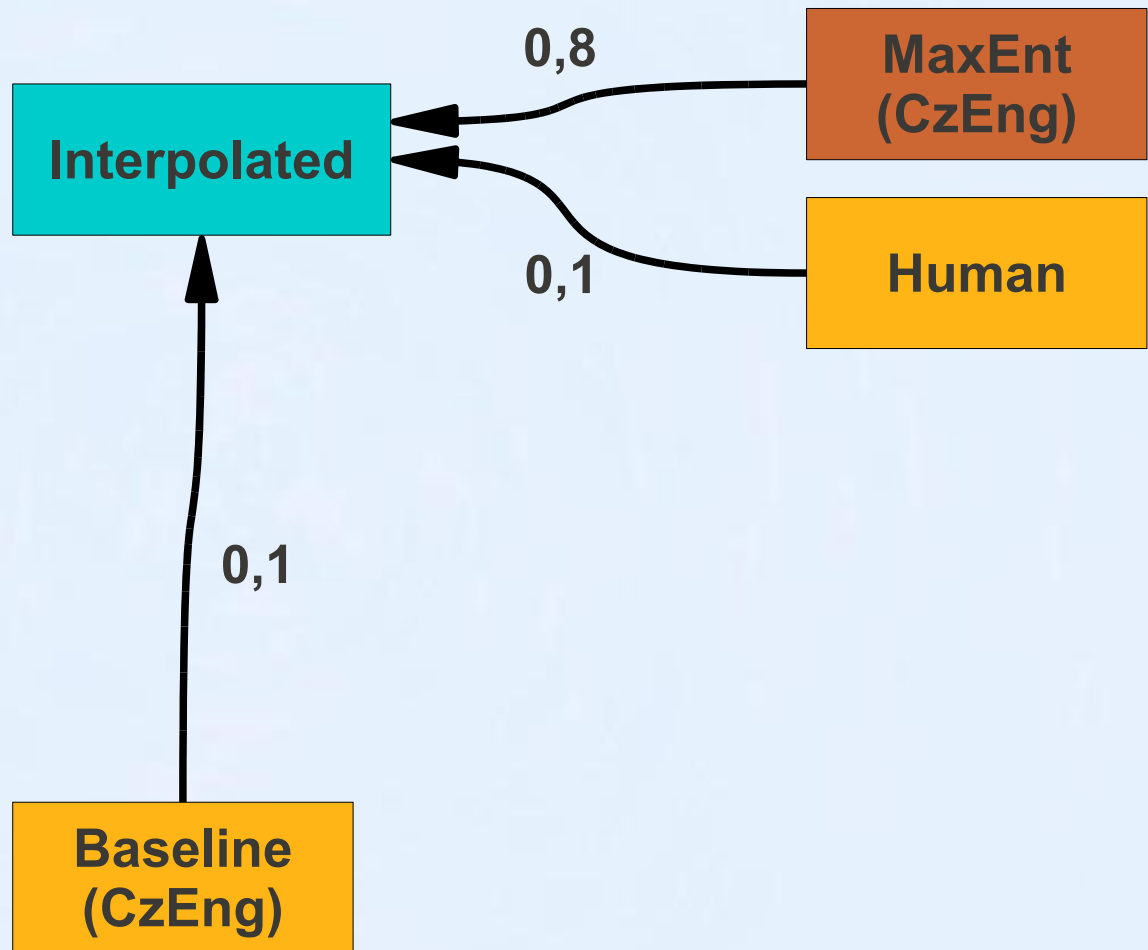 0,8
MaxEnt
(CzEng)
Interpolated
0,1
Human
0,1
Baseline
(CzEng)